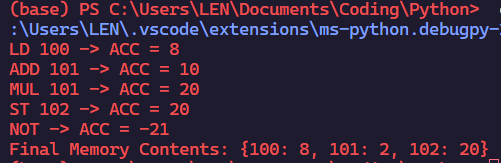 (base) PS C:\Users\LEN\Documents\Coding\Python>
:\Users\LEN\.vscode\extensions\ms-python.debugpy-
LD 100 -> ACC = 8
ADD 101 -> ACC = 10
MUL 101 -> ACC = 20
ST 102 -> ACC = 20
NOT -> ACC = -21
Final Memory Contents: {100: 8, 101: 2, 102: 20}